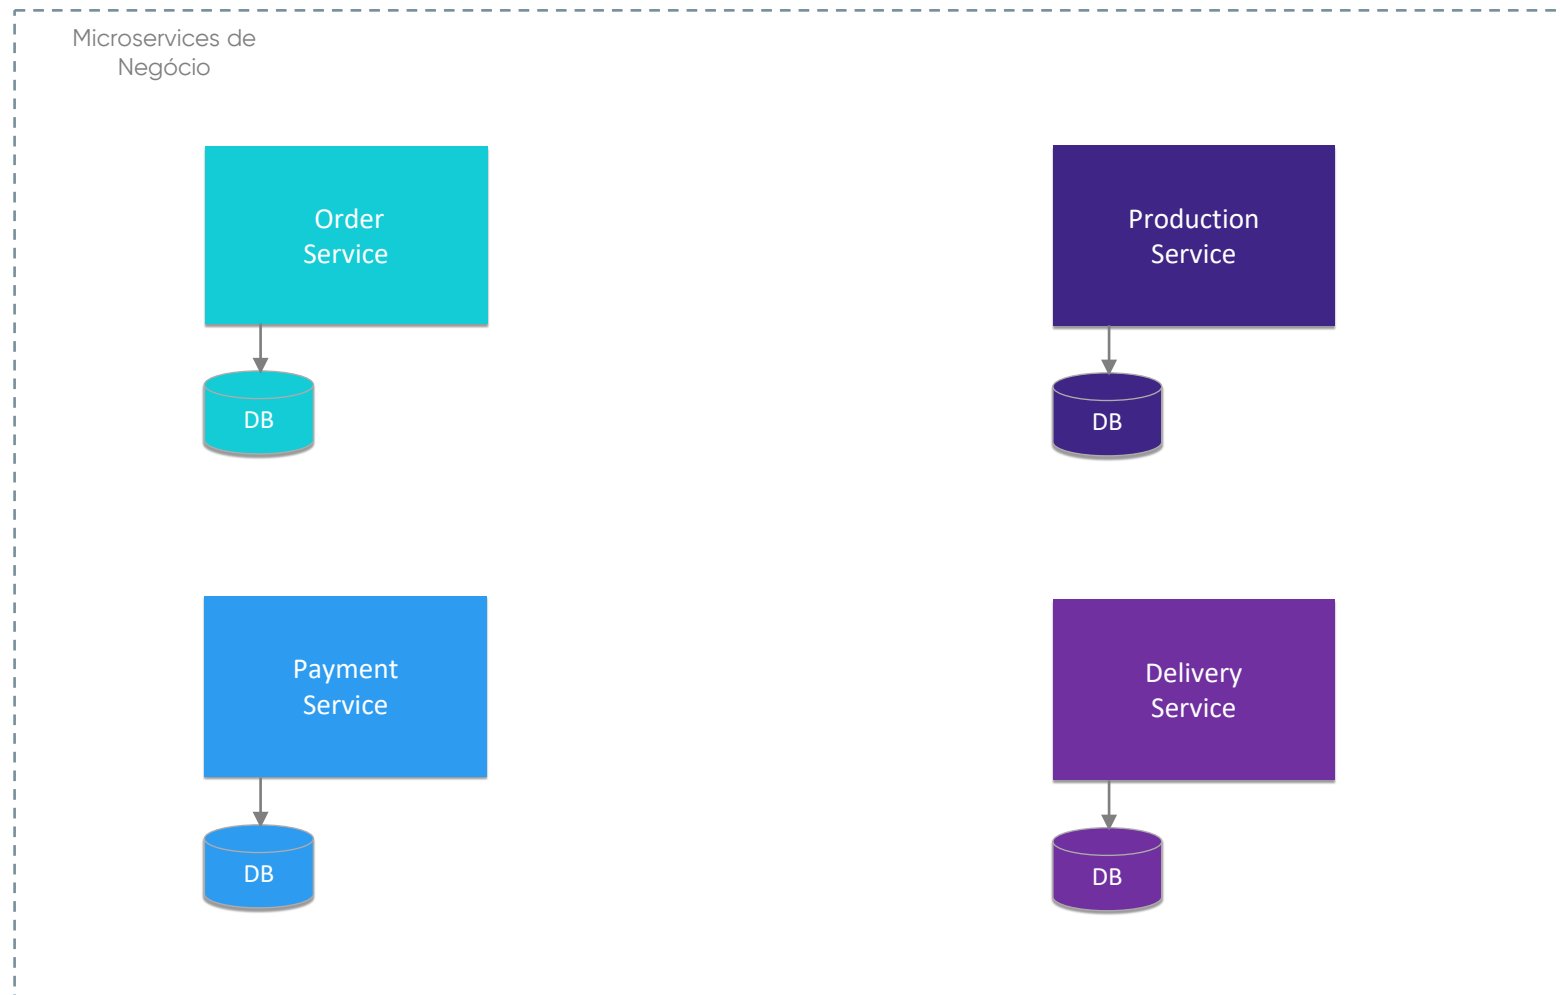 Microservices de
Negócio
Order
Service
DB
Production
Service
DB
Payment
Service
DB
Delivery
Service
DB